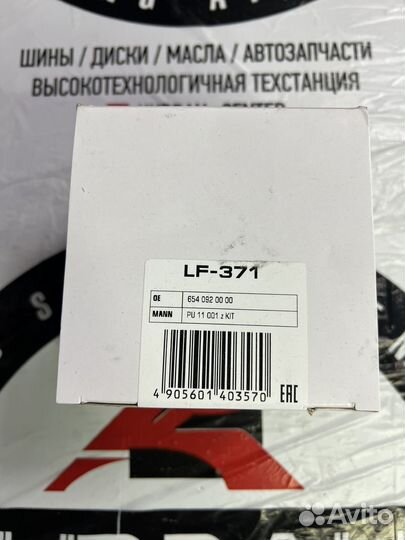 ШИНЫ / ДИСКИ / МАСЛА / АВТОЗАПЧАСТИ
ВЫСОКОТЕХНОЛОГИЧНАЯ ТЕХСТАНЦИЯ
LF-371
OE 654 092 00 00
MANN PU 11 001 z KIT
4 905601 403570 EAC
Avito